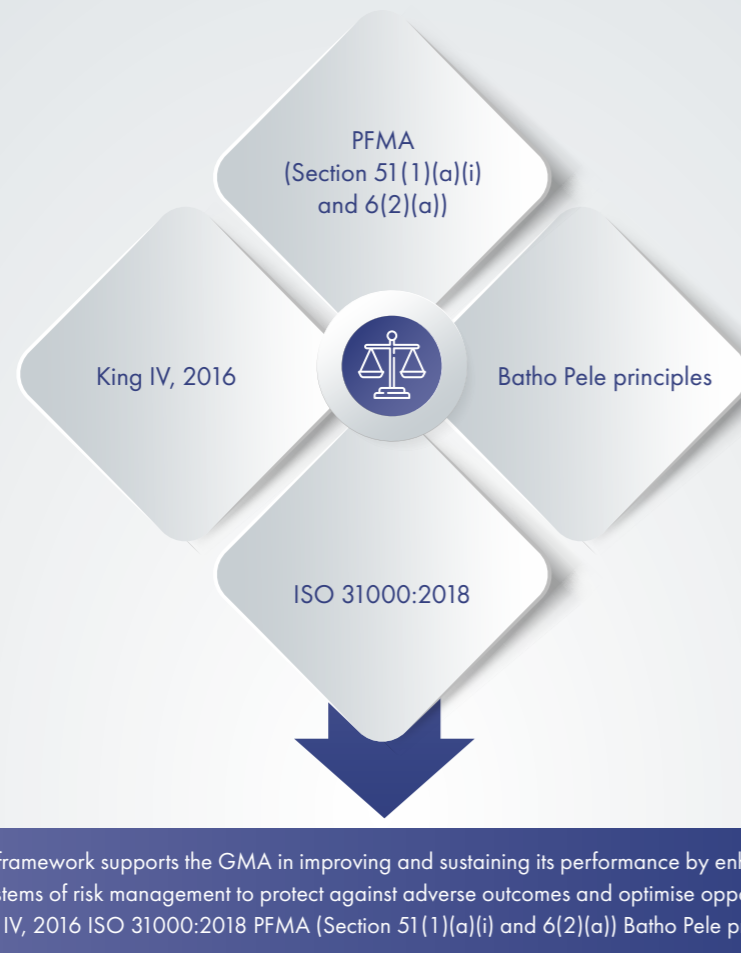 PFMA
(Section 51(1)(a)(i)
and 6(2)(a))
King IV, 2016
Batho Pele principles
ISO 31000:2018
framework supports the GMA in improving and sustaining its performance by
stems of risk management to protect against adverse outcomes and optimise
IV, 2016 ISO 31000:2018 PFMA (Section 51(1)(a)(i) and 6(2)(a)) Batho Pele